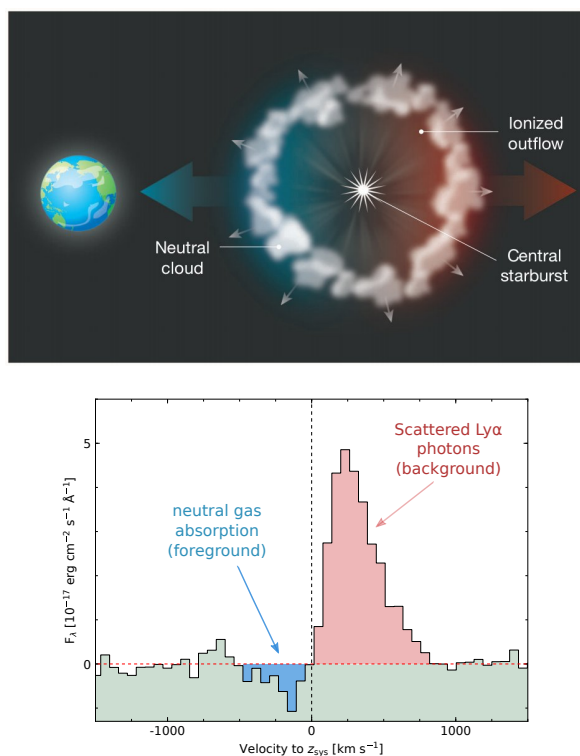 Ionized
outflow
Neutral
cloud
Central
starburst
Scattered Lyα
photons
(background)
neutral gas
absorption
(foreground)
5
0
F_λ [10⁻¹⁷ erg cm⁻² s⁻¹ Å⁻¹]
-1000
0
1000
Velocity to z_sys [km s⁻¹]